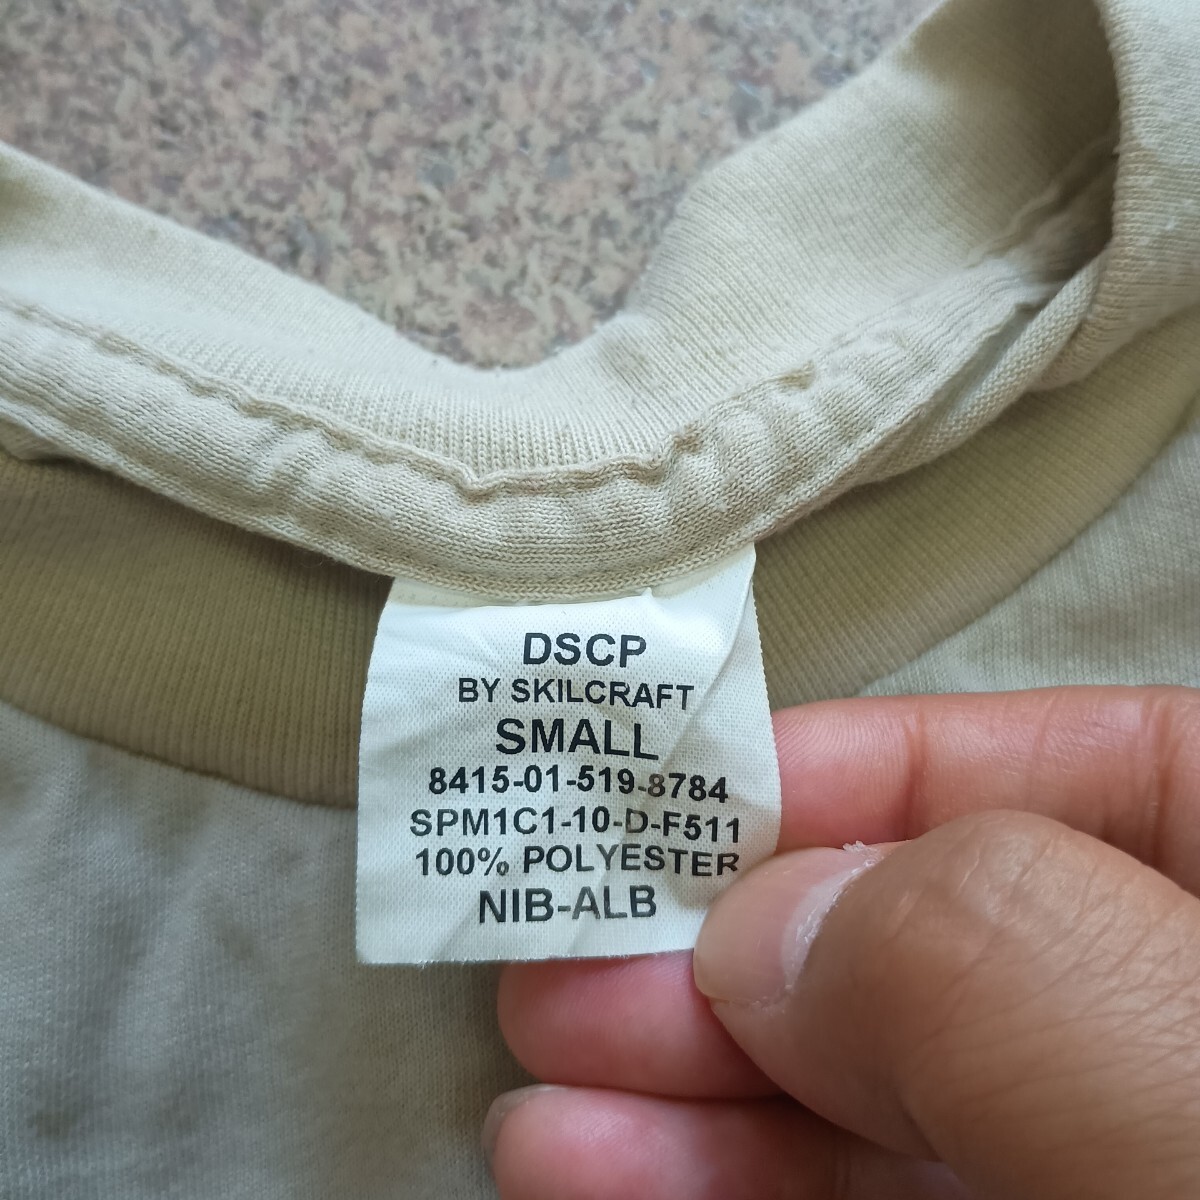 DSCP
BY SKILCRAFT
SMALL
8415-01-519-8784
SPM1C1-10-D-F511
100% POLYESTER
NIB-ALB